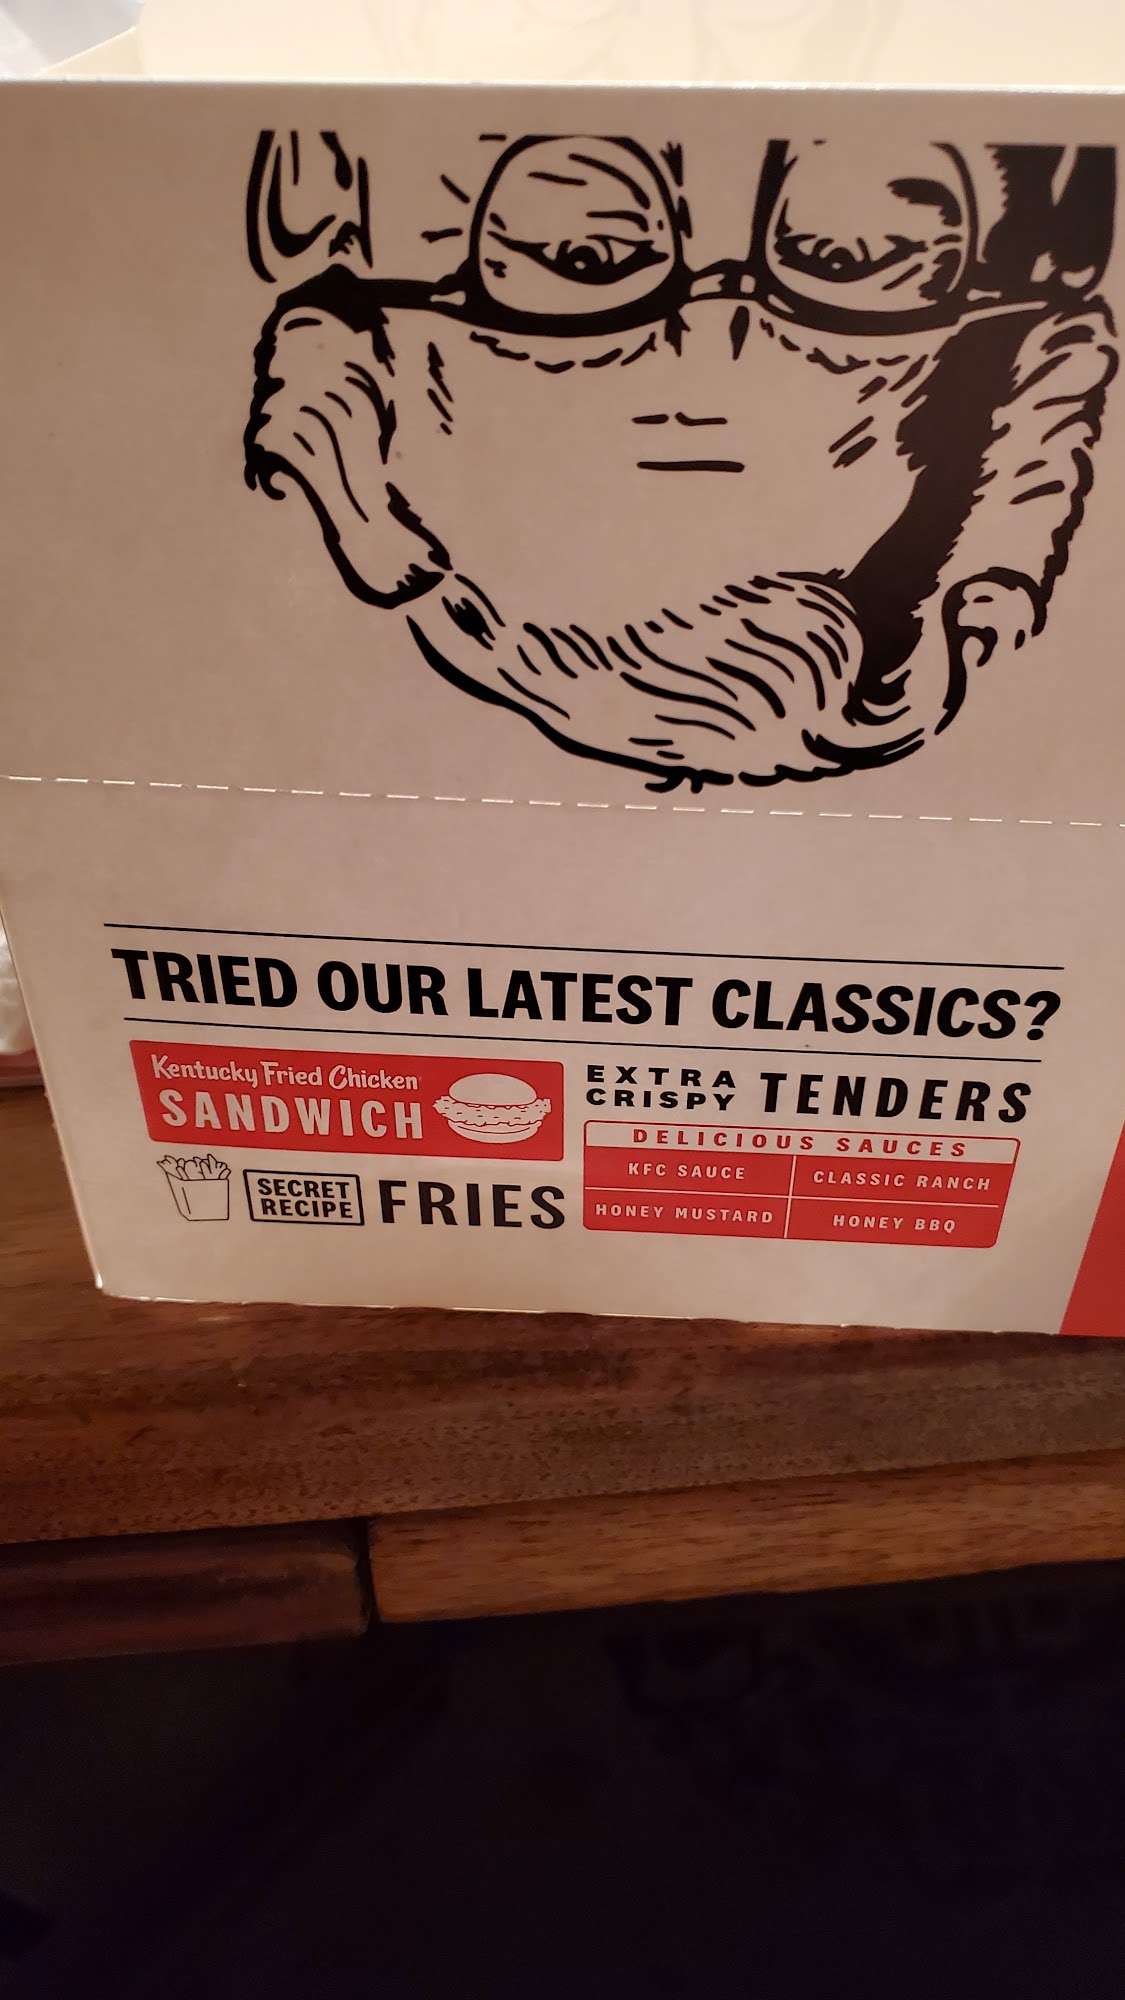 TRIED OUR LATEST CLASSICS?
Kentucky Fried Chicken
SANDWICH
SECRET
RECIPE
FRIES
EXTRA
CRISPY
TENDERS
DELICIOUS SAUCES
KFC SAUCE
CLASSIC RANCH
HONEY MUSTARD
HONEY BBQ